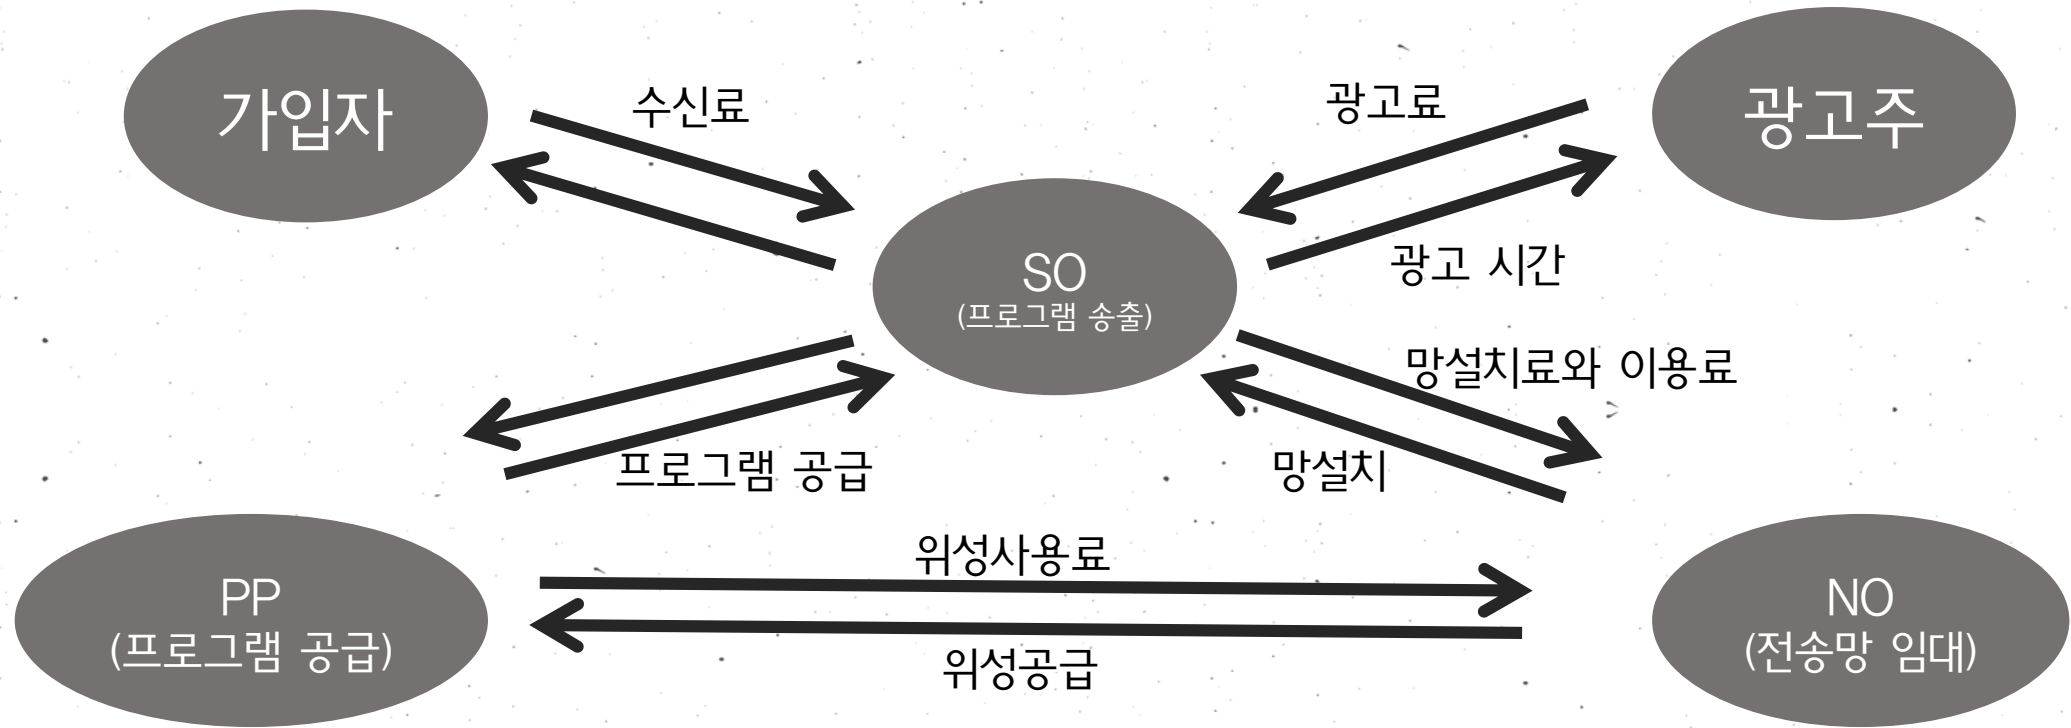 가입자
수신료
광고료
광고주
SO
(프로그램 송출)
광고 시간
망설치료와 이용료
프로그램 공급
망설치
위성사용료
PP
(프로그램 공급)
NO
(전송망 임대)
위성공급